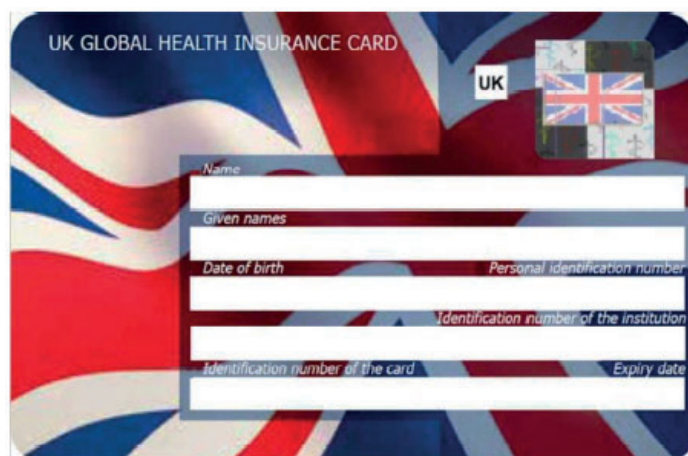 UK GLOBAL HEALTH INSURANCE CARD
UK
Name
Given names
Date of birth Personal identification number
Identification number of the institution
Identification number of the card Expiry date